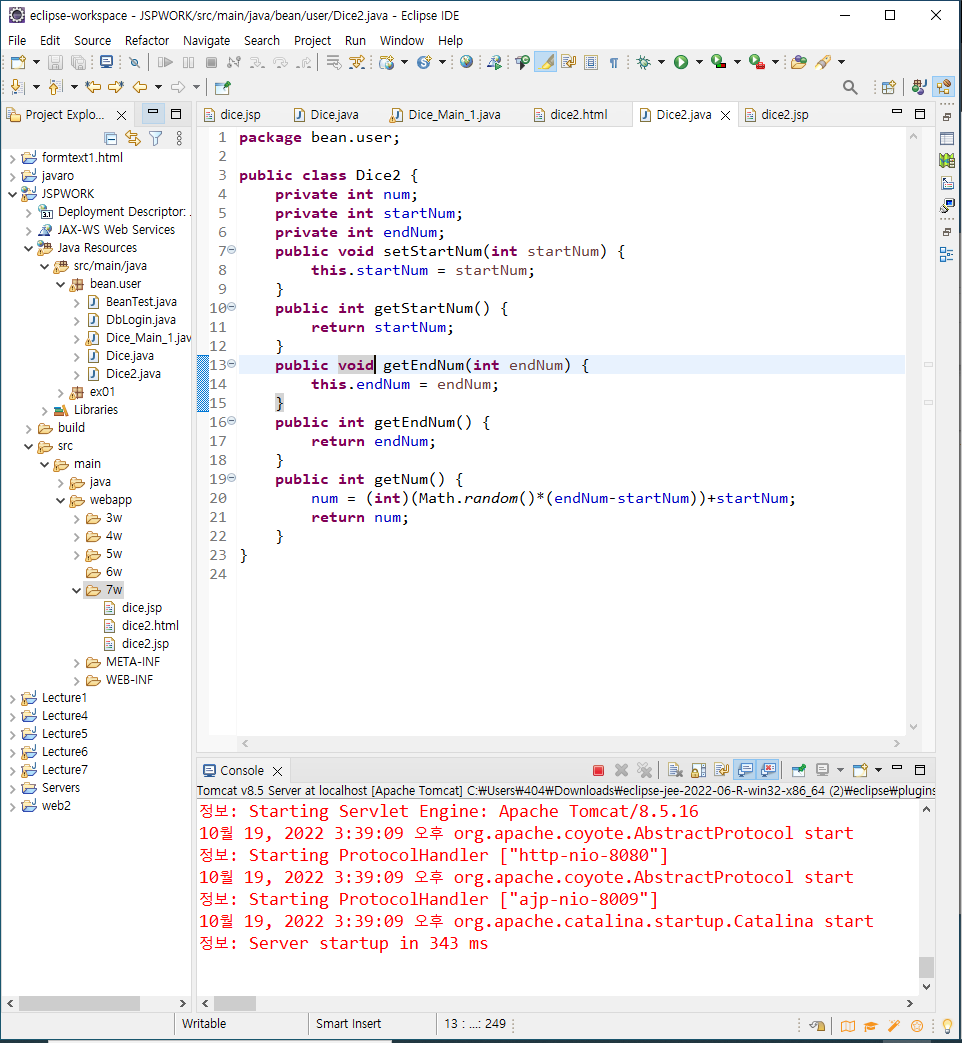 eclipse-workspace - JSPWORK/src/main/java/bean/user/Dice2.java - Eclipse IDE
File Edit Source Refactor Navigate Search Project Run Window Help
Project Explo...
dice.jsp Dice.java Dice_Main_1.java dice2.html Dice2.java dice2.jsp
formtext1.html
javaro
JSPWORK
Deployment Descriptor: .
JAX-WS Web Services
Java Resources
src/main/java
bean.user
BeanTest.java
DbLogin.java
Dice_Main_1.jav
Dice.java
Dice2.java
ex01
Libraries
build
src
main
java
webapp
3w
4w
5w
6w
7w
dice.jsp
dice2.html
dice2.jsp
META-INF
WEB-INF
Lecture1
Lecture4
Lecture5
Lecture6
Lecture7
Servers
web2
1 package bean.user;
2
3 public class Dice2 {
4 private int num;
5 private int startNum;
6 private int endNum;
7 public void setStartNum(int startNum) {
8 this.startNum = startNum;
9 }
10 public int getStartNum() {
11 return startNum;
12 }
13 public void getEndNum(int endNum) {
14 this.endNum = endNum;
15 }
16 public int getEndNum() {
17 return endNum;
18 }
19 public int getNum() {
20 num = (int)(Math.random()*(endNum-startNum))+startNum;
21 return num;
22 }
23 }
24
Console
Tomcat v8.5 Server at localhost [Apache Tomcat] C:₩Users₩404₩Downloads₩eclipse-jee-2022-06-R-win32-x86_64 (2)₩eclipse₩plugins
정보: Starting Servlet Engine: Apache Tomcat/8.5.16
10월 19, 2022 3:39:09 오후 org.apache.coyote.AbstractProtocol start
정보: Starting ProtocolHandler ["http-nio-8080"]
10월 19, 2022 3:39:09 오후 org.apache.coyote.AbstractProtocol start
정보: Starting ProtocolHandler ["ajp-nio-8009"]
10월 19, 2022 3:39:09 오후 org.apache.catalina.startup.Catalina start
정보: Server startup in 343 ms
Writable Smart Insert 13 : ...: 249